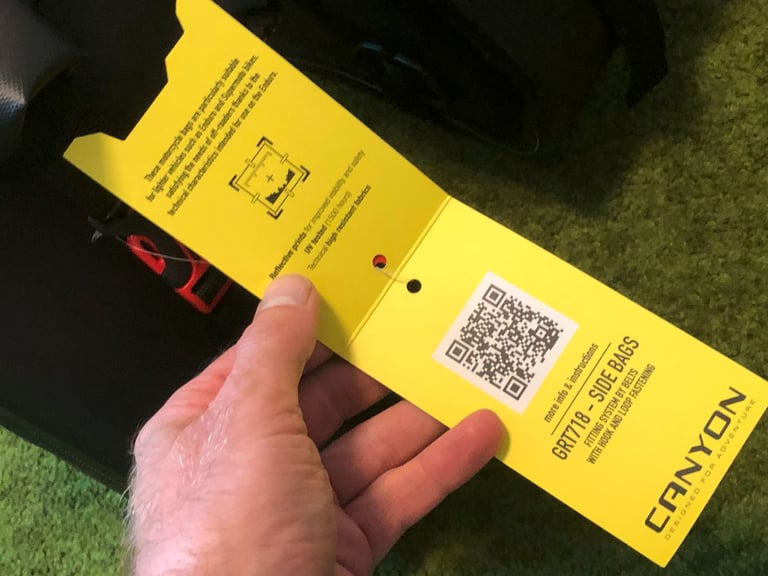 These motorcycle bags are particularly suitable
for lighter vehicles such as Enduro and Supermoto bikes,
satisfying the needs of off-roaders thanks to the
technical characteristics intended for use on the Enduro.
Reflective prints for improved visibility and safety
UV tested (1500 hours)
Technical high resistant fabrics
more info & instructions
GRT718 - SIDE BAGS
FITTING SYSTEM BY BELTS
WITH HOOK AND LOOP FASTENING
CANYON
DESIGNED FOR ADVENTURE